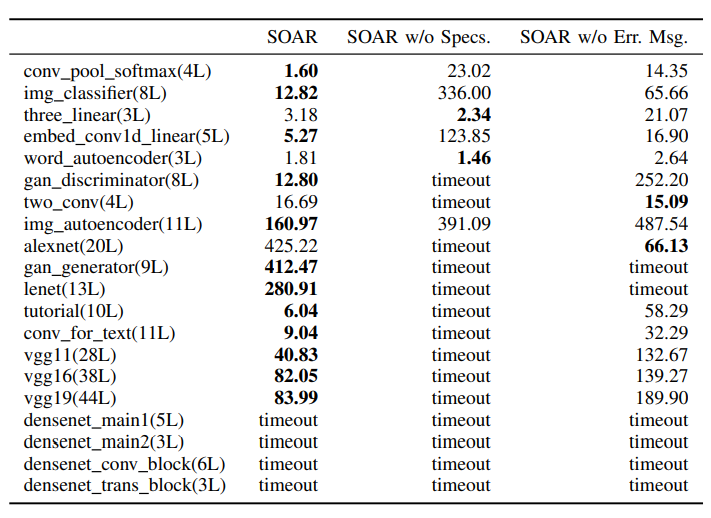 SOAR SOAR w/o Specs. SOAR w/o Err. Msg.
conv_pool_softmax(4L) 1.60 23.02 14.35
img_classifier(8L) 12.82 336.00 65.66
three_linear(3L) 3.18 2.34 21.07
embed_conv1d_linear(5L) 5.27 123.85 16.90
word_autoencoder(3L) 1.81 1.46 2.64
gan_discriminator(8L) 12.80 timeout 252.20
two_conv(4L) 16.69 timeout 15.09
img_autoencoder(11L) 160.97 391.09 487.54
alexnet(20L) 425.22 timeout 66.13
gan_generator(9L) 412.47 timeout timeout
lenet(13L) 280.91 timeout timeout
tutorial(10L) 6.04 timeout 58.29
conv_for_text(11L) 9.04 timeout 32.29
vgg11(28L) 40.83 timeout 132.67
vgg16(38L) 82.05 timeout 139.27
vgg19(44L) 83.99 timeout 189.90
densenet_main1(5L) timeout timeout timeout
densenet_main2(3L) timeout timeout timeout
densenet_conv_block(6L) timeout timeout timeout
densenet_trans_block(3L) timeout timeout timeout